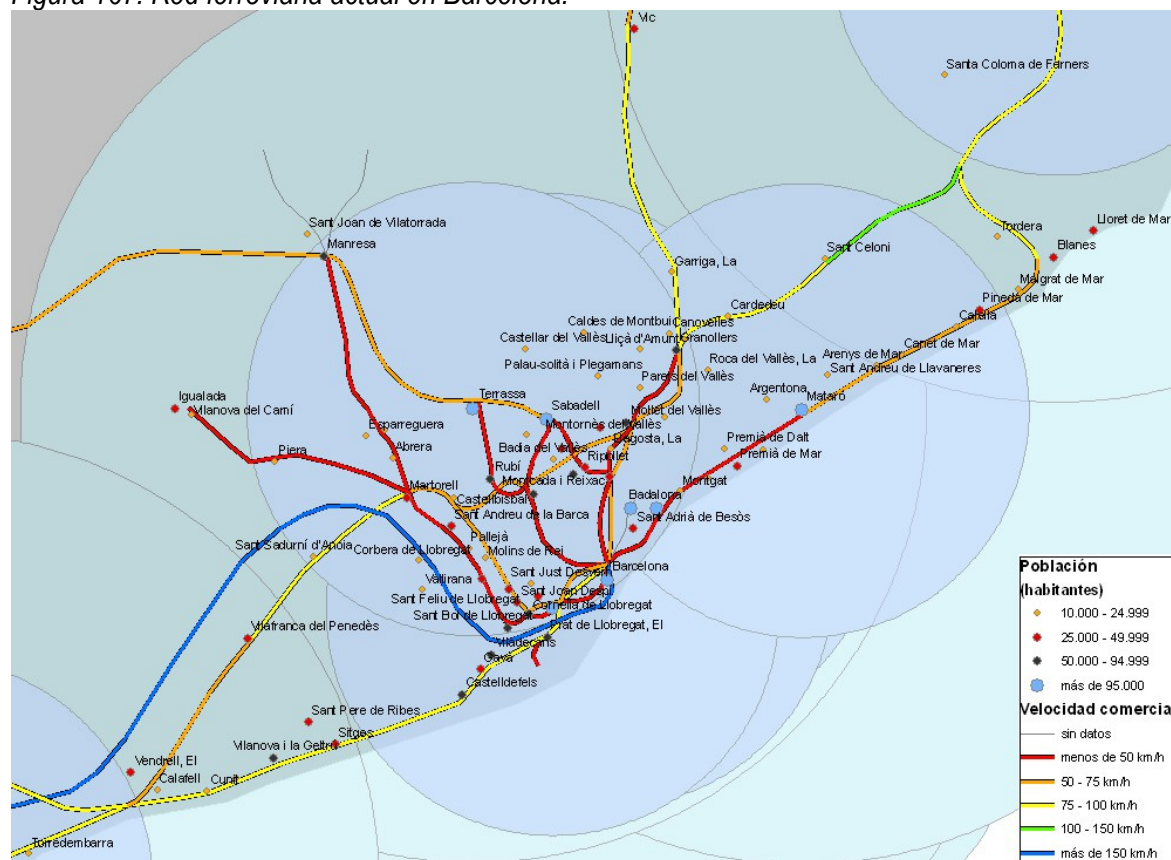 Figura 107. Red ferroviaria actual en Barcelona.
Vic
Santa Coloma de Farners
Sant Joan de Vilatorrada
Manresa
Tordera
Lloret de Mar
Blanes
Sant Celoni
Garriga, La
Malgrat de Mar
Pineda de Mar
Calella
Cardedeu
Caldes de Montbui
Canovelles
Castellar del Vallès
Lliçà d'Amunt
Granollers
Canet de Mar
Palau-solità i Plegamans
Roca del Vallès, La
Arenys de Mar
Sant Andreu de Llavaneres
Parets del Vallès
Argentona
Mataró
Igualada
Vilanova del Camí
Terrassa
Sabadell
Mollet del Vallès
Montornès del Vallès
Esparreguera
Abrera
Badia del Vallès
Llagosta, La
Premià de Dalt
Premià de Mar
Piera
Rubí
Ripollet
Montcada i Reixac
Montgat
Martorell
Castellbisbal
Badalona
Sant Andreu de la Barca
Sant Adrià de Besòs
Pallejà
Sant Sadurní d'Anoia
Corbera de Llobregat
Molins de Rei
Barcelona
Vallirana
Sant Just Desvern
Sant Joan Despí
Sant Feliu de Llobregat
Cornellà de Llobregat
Sant Boi de Llobregat
Prat de Llobregat, El
Vilafranca del Penedès
Viladecans
Gavà
Castelldefels
Sant Pere de Ribes
Sitges
Vilanova i la Geltrú
Vendrell, El
Calafell
Cunit
Torredembarra
Población
(habitantes)
10.000 - 24.999
25.000 - 49.999
50.000 - 94.999
más de 95.000
Velocidad comercia
sin datos
menos de 50 km/h
50 - 75 km/h
75 - 100 km/h
100 - 150 km/h
más de 150 km/h